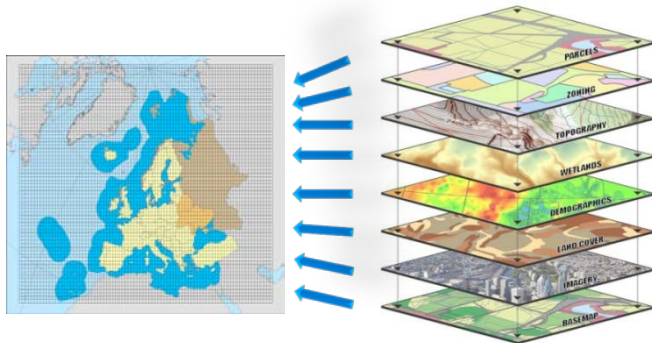 PARCELS
ZONING
TOPOGRAPHY
WETLANDS
DEMOGRAPHICS
LAND COVER
IMAGERY
BASEMAP